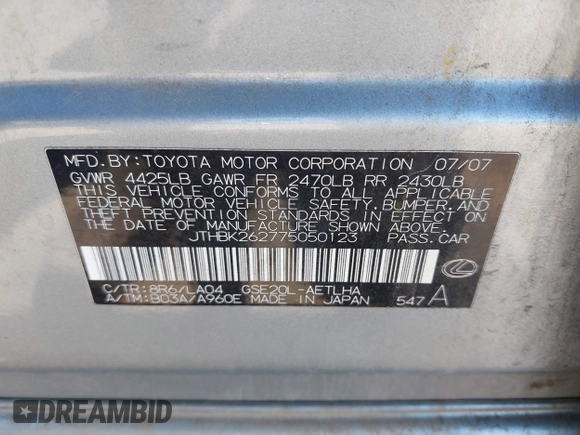 MFD.BY:TOYOTA MOTOR CORPORATION 07/07
GVWR 4425LB GAWR FR 2470LB RR 2430LB
THIS VEHICLE CONFORMS TO ALL APPLICABLE
FEDERAL MOTOR VEHICLE SAFETY, BUMPER, AND
THEFT PREVENTION STANDARDS IN EFFECT ON
THE DATE OF MANUFACTURE SHOWN ABOVE.
JTHBK262775050123 PASS.CAR
C/TR:8R6/LA04 GSE20L-AETLHA
A/TM:B03A/A960E MADE IN JAPAN 547 A
DREAMBID